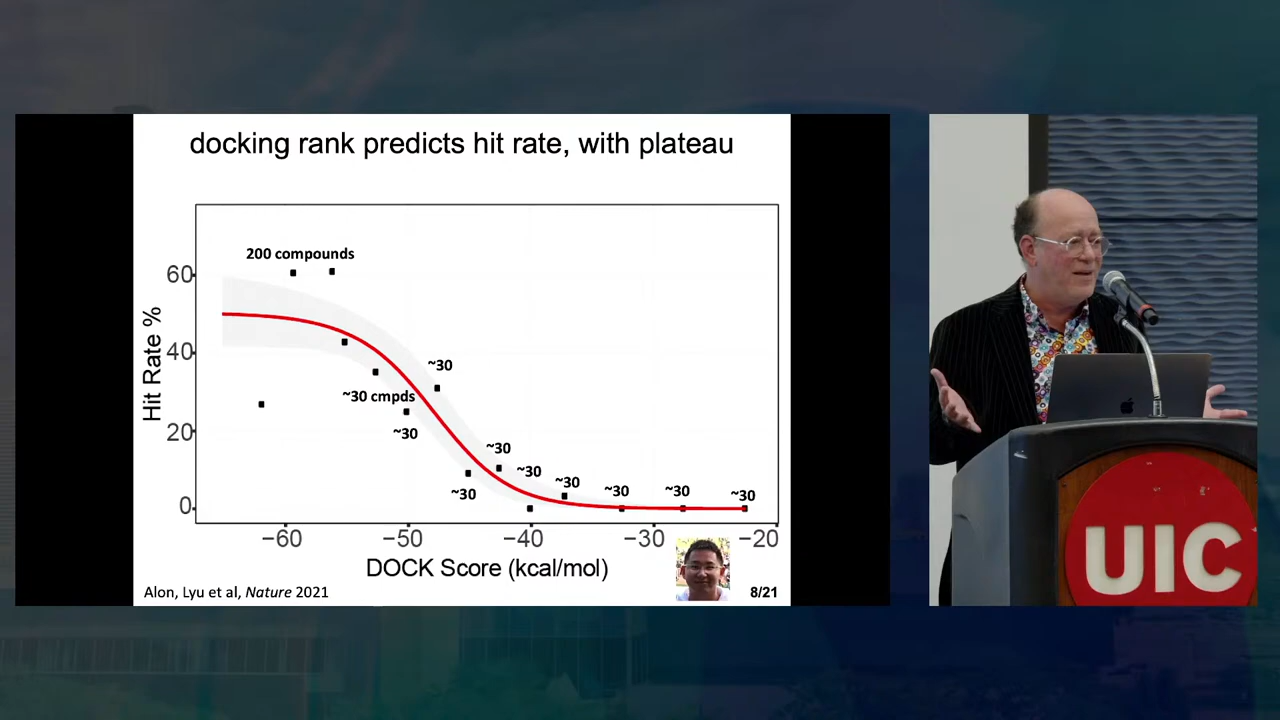 docking rank predicts hit rate, with plateau
200 compounds
60
40
20
0
Hit Rate %
~30
~30 cmpds
~30
~30
~30
~30
~30
~30
~30
~30
−60
−50
−40
−30
−20
DOCK Score (kcal/mol)
Alon, Lyu et al, Nature 2021
8/21
UIC